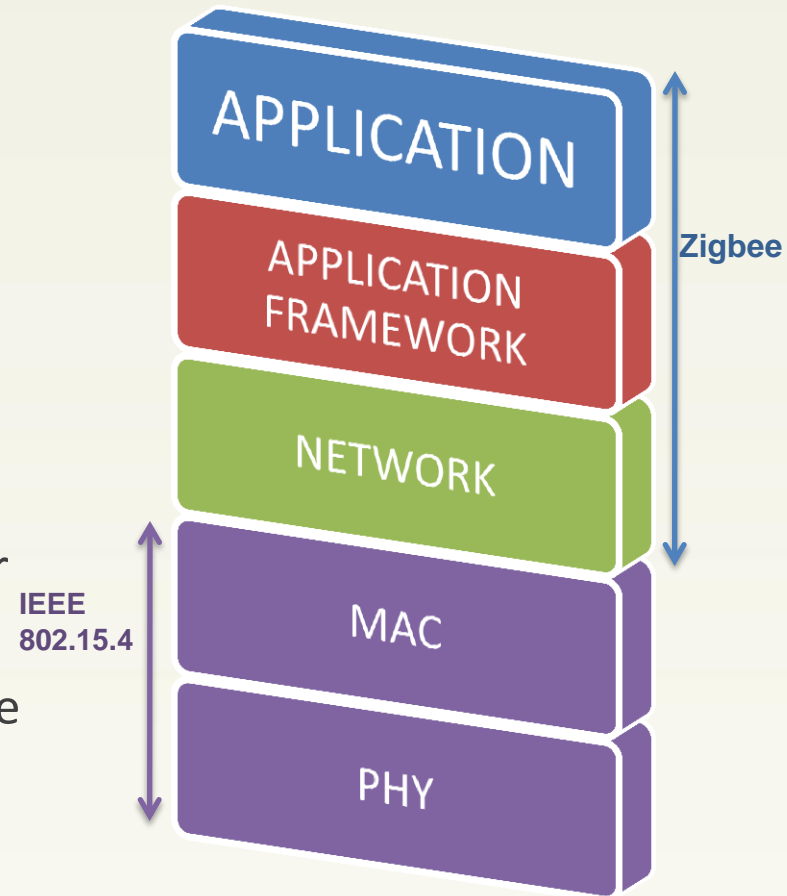 APPLICATION
Zigbee
APPLICATION
FRAMEWORK
NETWORK
r
IEEE
802.15.4
MAC
e
PHY